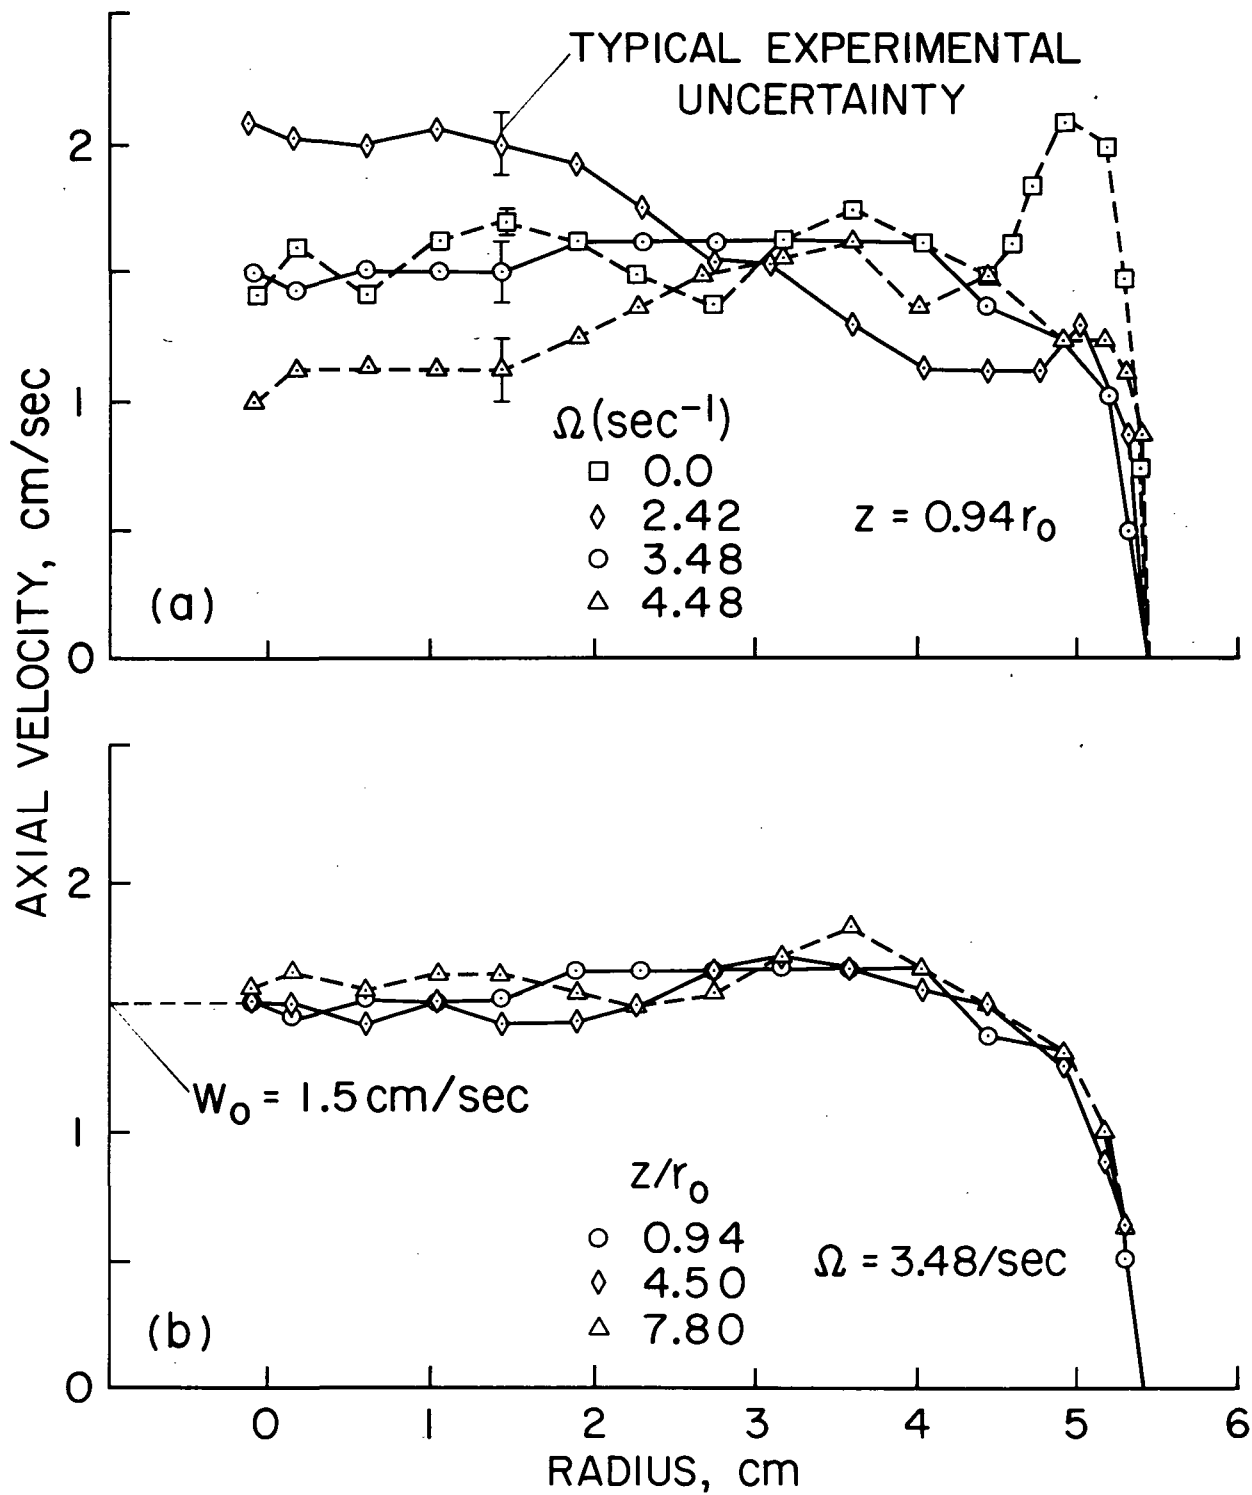 TYPICAL EXPERIMENTAL
UNCERTAINTY
2
1
0
Ω(sec⁻¹)
0.0
2.42
3.48
4.48
z = 0.94r₀
(a)
AXIAL VELOCITY, cm/sec
2
1
0
W₀ = 1.5 cm/sec
z/r₀
0.94
4.50
7.80
Ω = 3.48/sec
(b)
0 1 2 3 4 5 6
RADIUS, cm